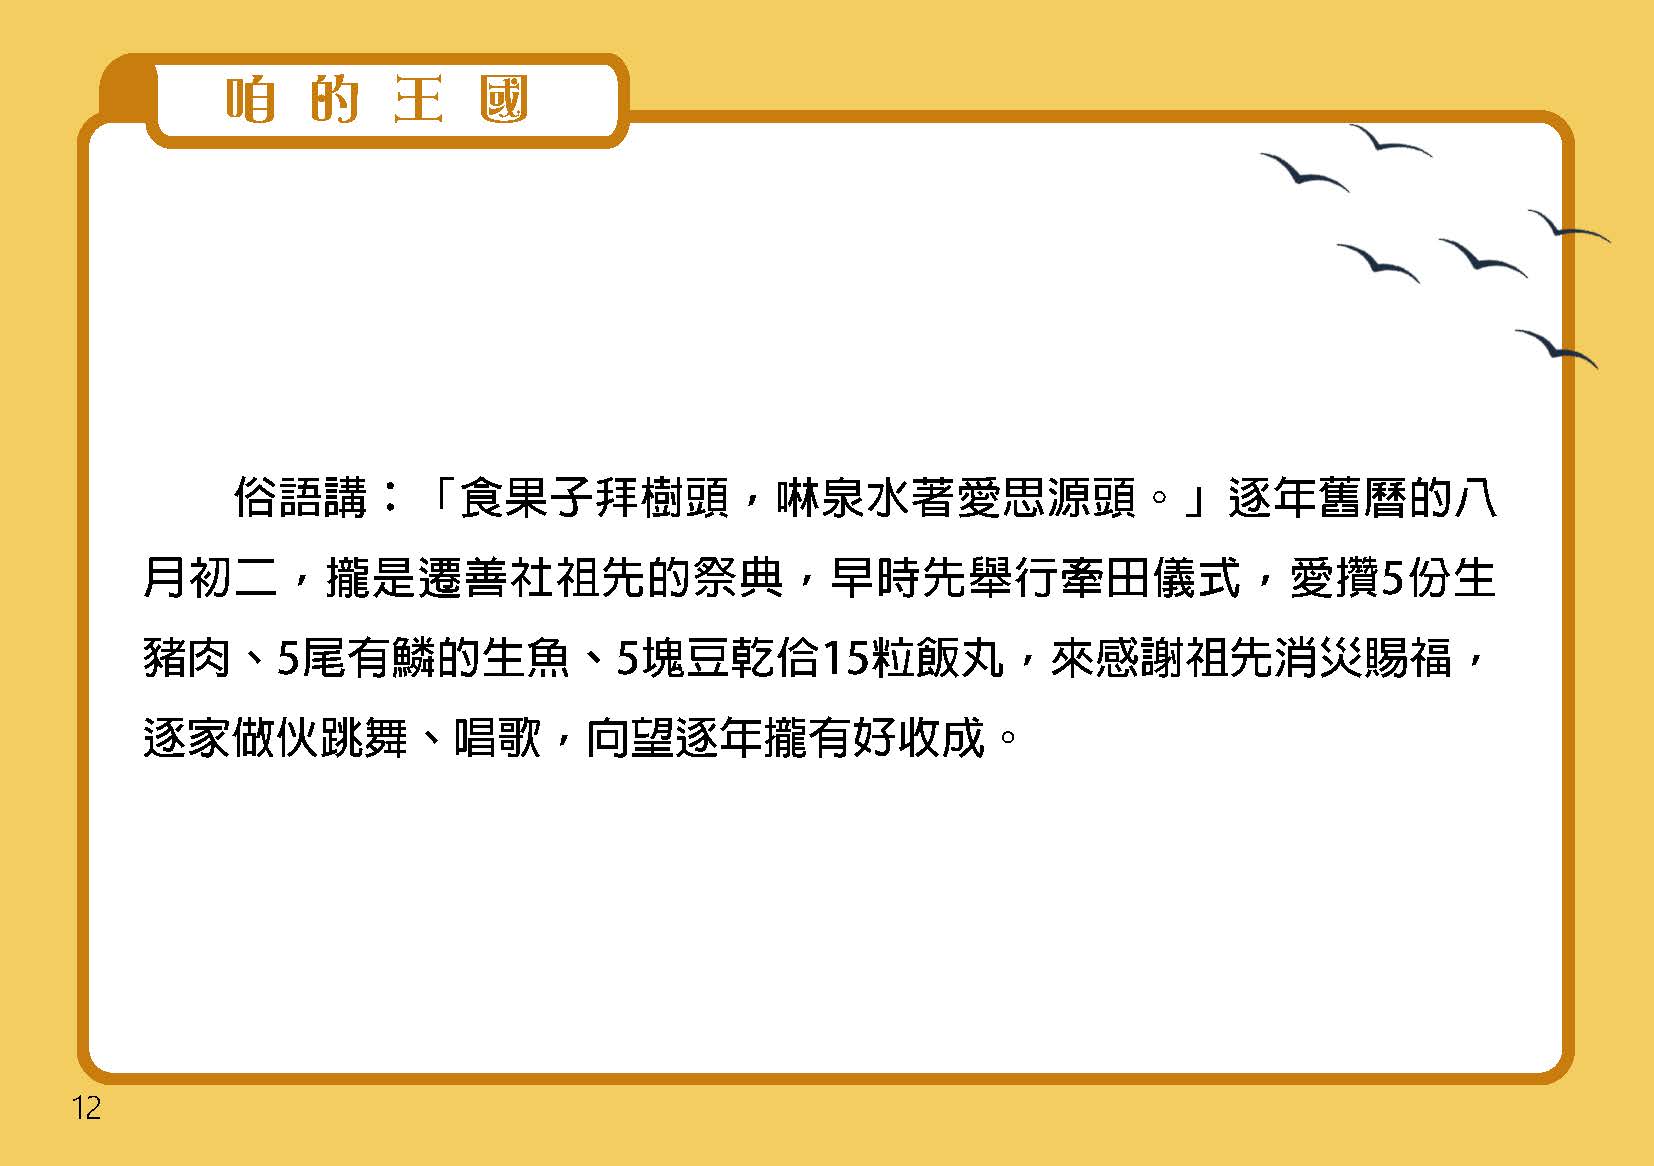 咱的王國
俗語講：「食果子拜樹頭，啉泉水著愛思源頭。」逐年舊曆的八
月初二，攏是遷善社祖先的祭典，早時先舉行牽田儀式，愛攢5份生
豬肉、5尾有鱗的生魚、5塊豆乾佮15粒飯丸，來感謝祖先消災賜福，
逐家做伙跳舞、唱歌，向望逐年攏有好收成。
12